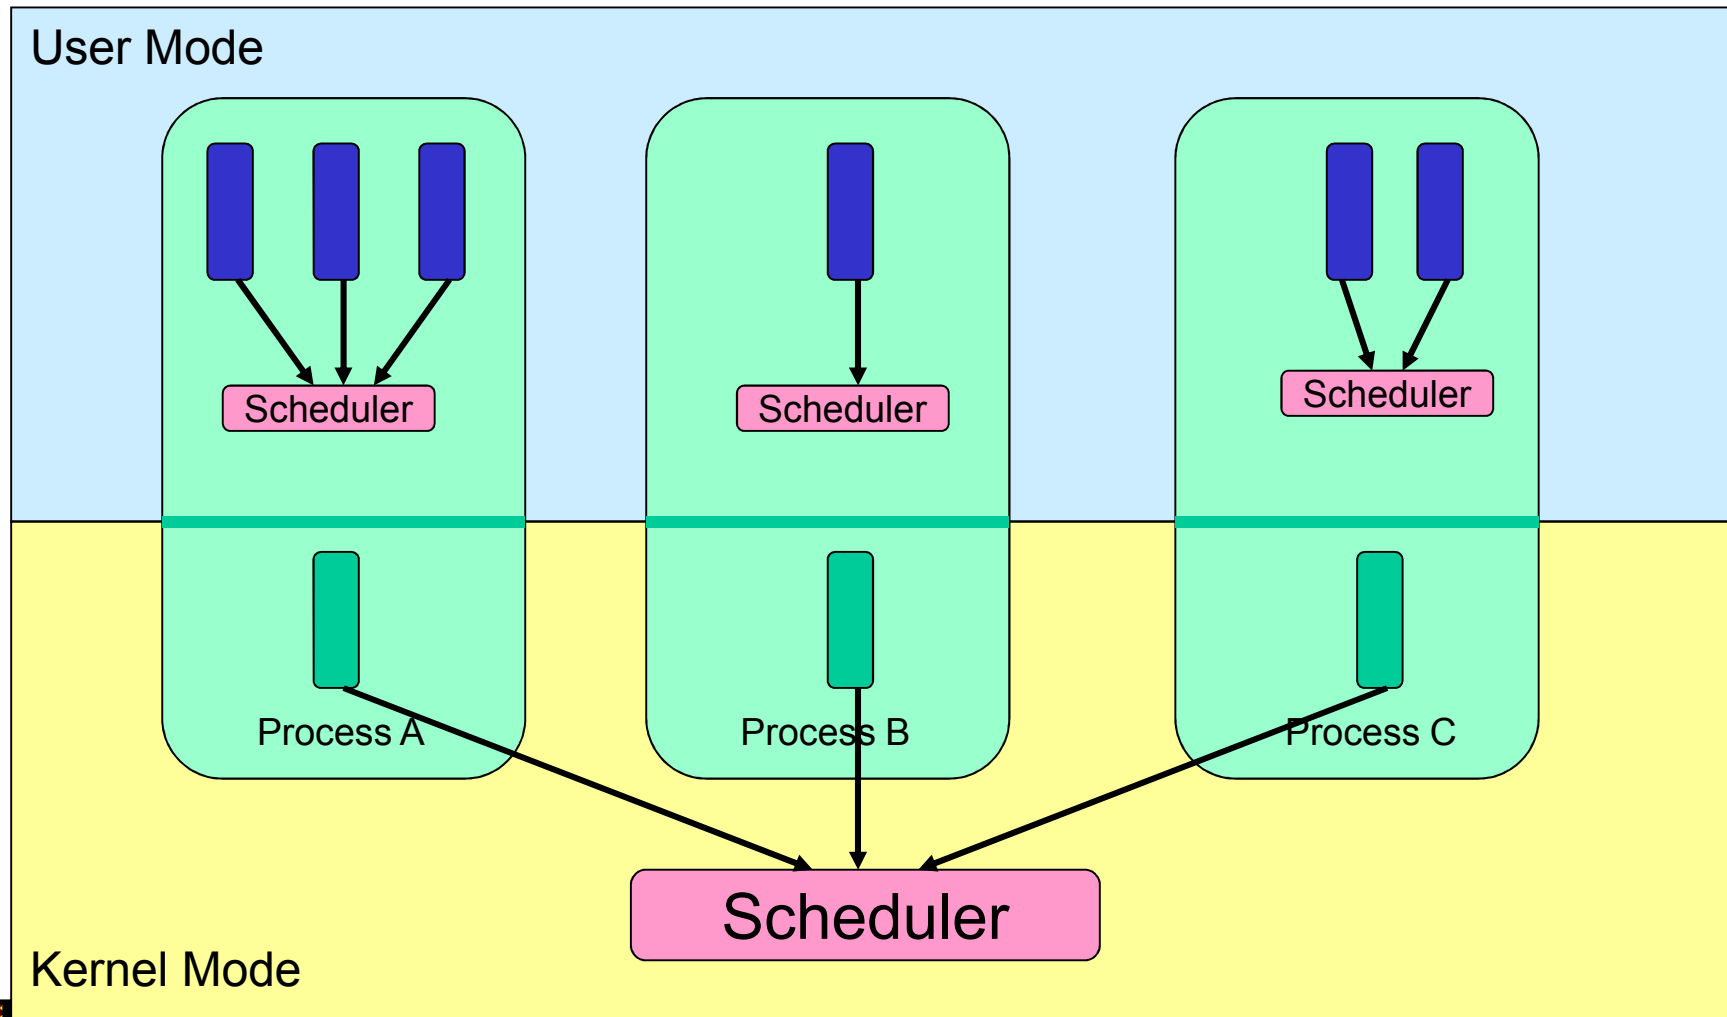 User Mode
Scheduler
Scheduler
Scheduler
Process A
Process B
Process C
Scheduler
Kernel Mode